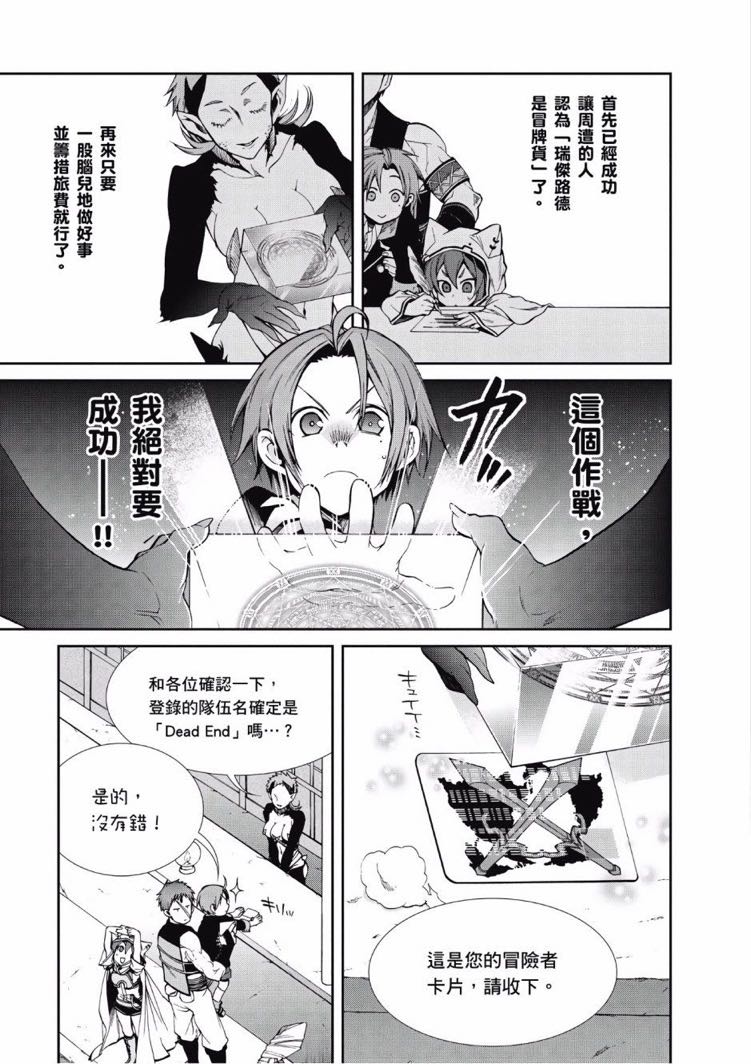 首先已經成功
讓周遭的人
認為「瑞傑路德
是冒牌貨」了。
再來只要
一股腦兒地做好事
並籌措旅費就行了。
這個作戰，
カッ
我絕對要
成功——!!
キュイイン
這是您的冒險者
卡片，請收下。
和各位確認一下，
登錄的隊伍名確定是
「Dead End」嗎…？
是的，
沒有錯！